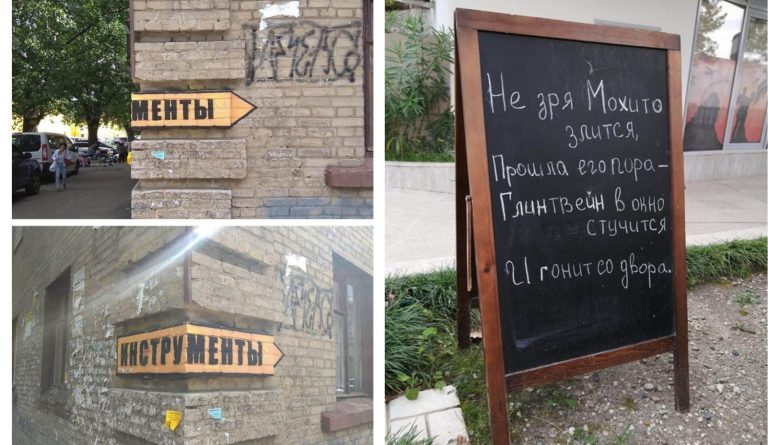 МЕНТЫ
ИНСТРУМЕНТЫ
Не зря Мохито
злится,
Прошла его пора –
Глинтвейн в окно
стучится
И гонит со двора.